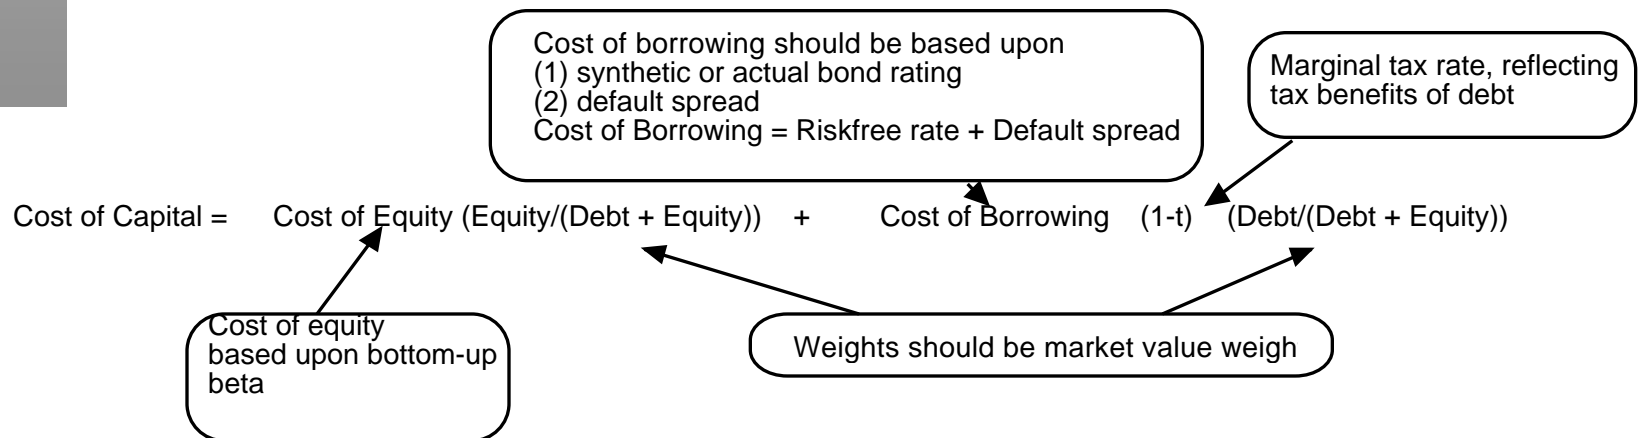 Cost of borrowing should be based upon
(1) synthetic or actual bond rating
(2) default spread
Cost of Borrowing = Riskfree rate + Default spread
Marginal tax rate, reflecting
tax benefits of debt
Cost of Capital = Cost of Equity (Equity/(Debt + Equity)) + Cost of Borrowing (1-t) (Debt/(Debt + Equity))
Cost of equity
based upon bottom-up
beta
Weights should be market value weigh